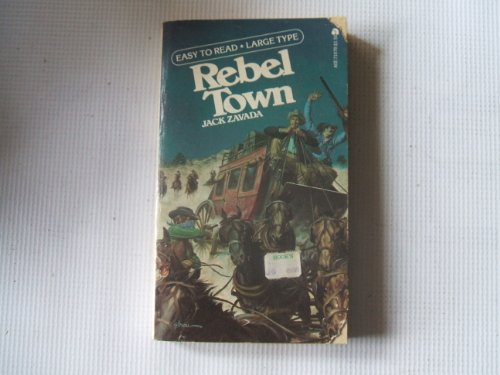 EASY TO READ • LARGE TYPE
Rebel
Town
JACK ZAVADA
BOOKS